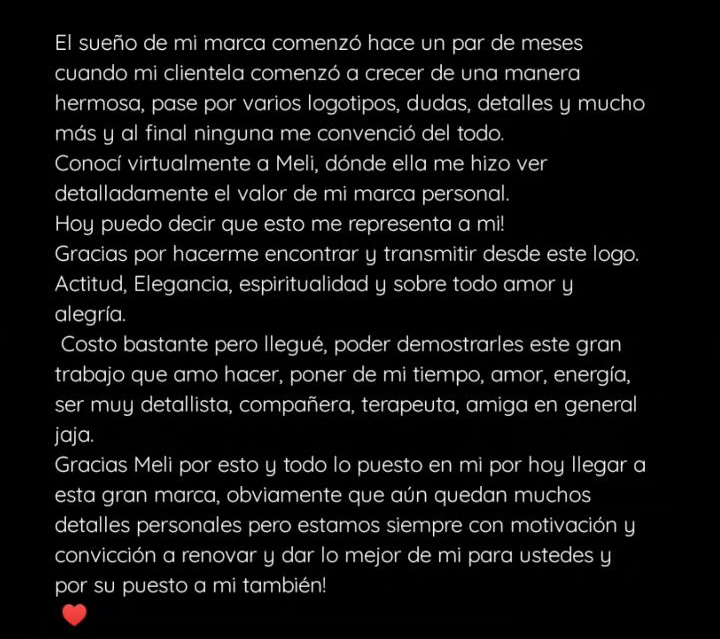 El sueño de mi marca comenzó hace un par de meses
cuando mi clientela comenzó a crecer de una manera
hermosa, pase por varios logotipos, dudas, detalles y mucho
más y al final ninguna me convenció del todo.
Conocí virtualmente a Meli, dónde ella me hizo ver
detalladamente el valor de mi marca personal.
Hoy puedo decir que esto me representa a mi!
Gracias por hacerme encontrar y transmitir desde este logo.
Actitud, Elegancia, espiritualidad y sobre todo amor y
alegría.
Costo bastante pero llegué, poder demostrarles este gran
trabajo que amo hacer, poner de mi tiempo, amor, energía,
ser muy detallista, compañera, terapeuta, amiga en general
jaja.
Gracias Meli por esto y todo lo puesto en mi por hoy llegar a
esta gran marca, obviamente que aún quedan muchos
detalles personales pero estamos siempre con motivación y
convicción a renovar y dar lo mejor de mi para ustedes y
por su puesto a mi también!
♥️